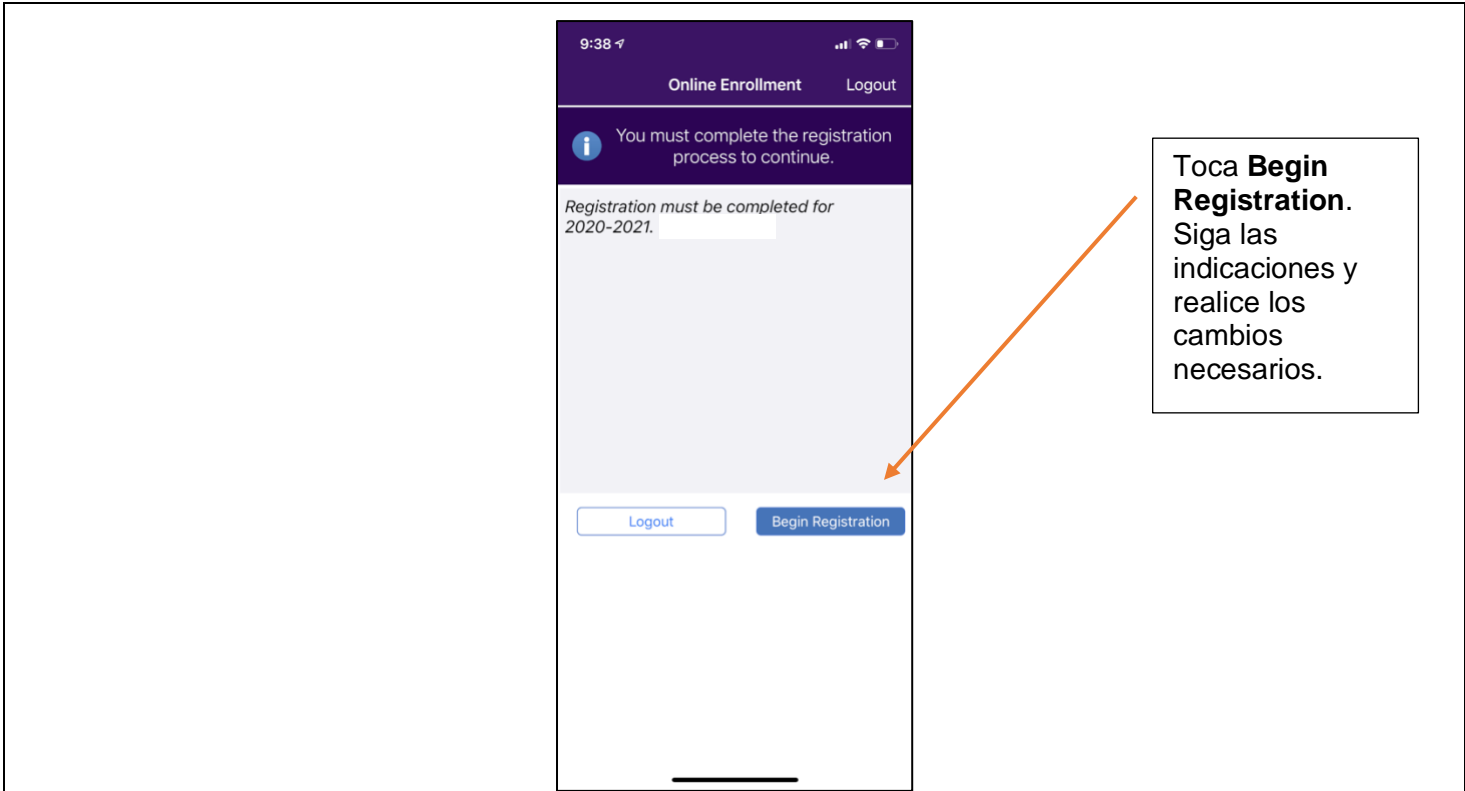 9:38
Online Enrollment
Logout
You must complete the registration
process to continue.
Registration must be completed for
2020-2021.
Logout
Begin Registration
Toca Begin
Registration.
Siga las
indicaciones y
realice los
cambios
necesarios.